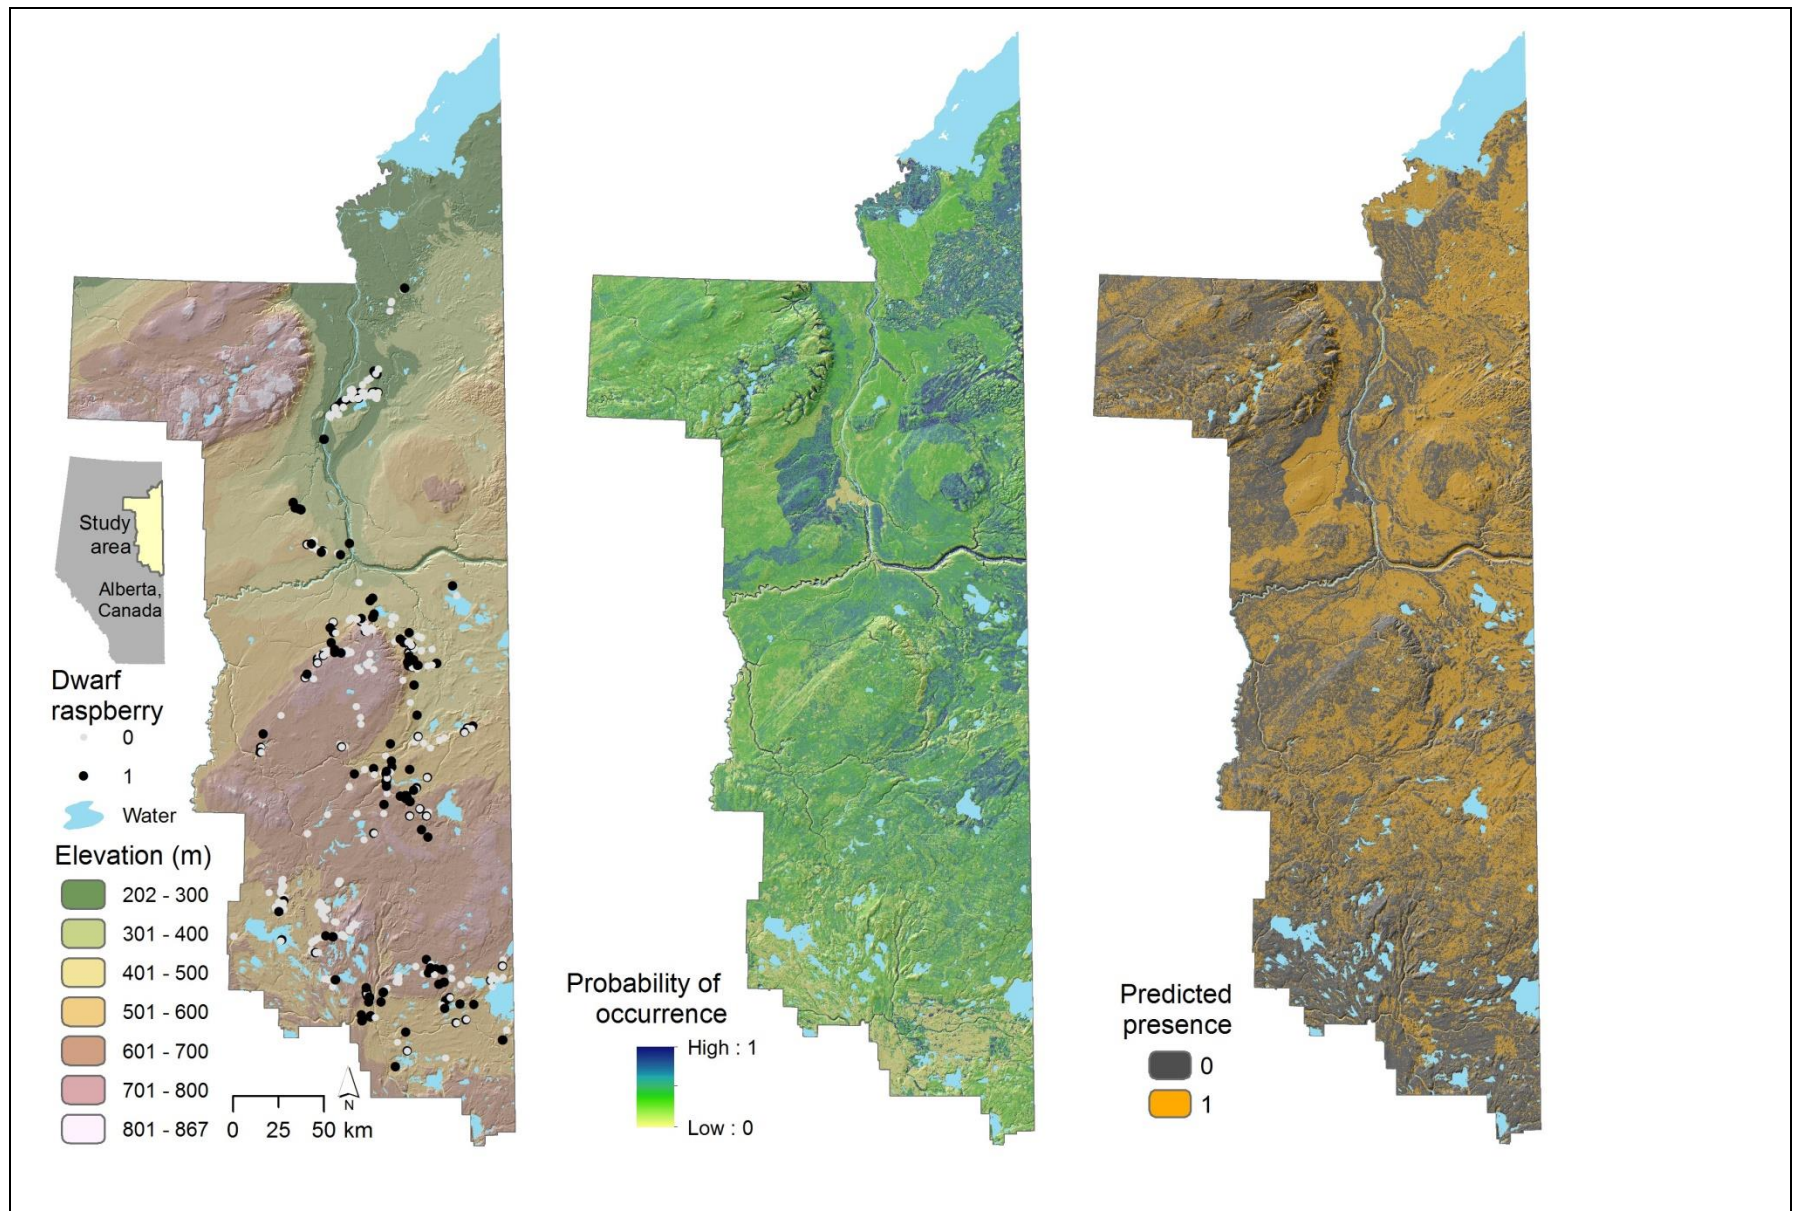 Study
area
Alberta,
Canada
Dwarf
raspberry
0
1
Water
Elevation (m)
202 - 300
301 - 400
401 - 500
501 - 600
601 - 700
701 - 800
801 - 867
N
0 25 50 km
Probability of
occurrence
High : 1
Low : 0
Predicted
presence
0
1